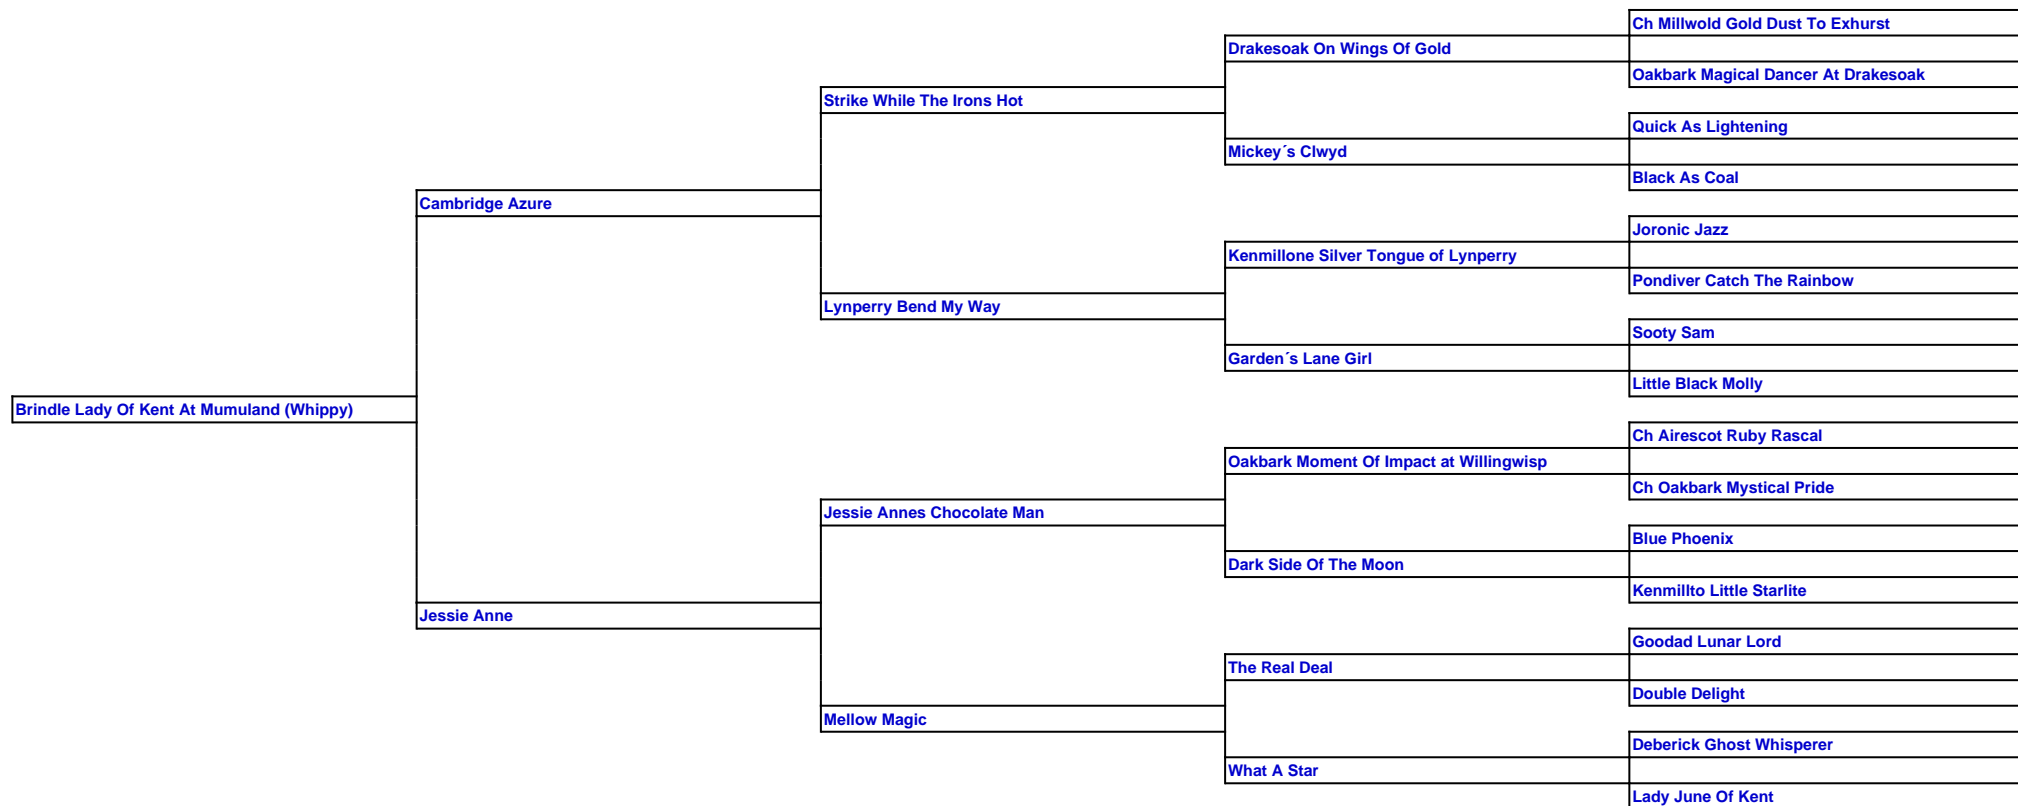 Ch Millwold Gold Dust To Exhurst
Drakesoak On Wings Of Gold
Oakbark Magical Dancer At Drakesoak
Strike While The Irons Hot
Quick As Lightening
Mickey´s Clwyd
Black As Coal
Cambridge Azure
Joronic Jazz
Kenmillone Silver Tongue of Lynperry
Pondiver Catch The Rainbow
Lynperry Bend My Way
Sooty Sam
Garden´s Lane Girl
Little Black Molly
Brindle Lady Of Kent At Mumuland (Whippy)
Ch Airescot Ruby Rascal
Oakbark Moment Of Impact at Willingwisp
Ch Oakbark Mystical Pride
Jessie Annes Chocolate Man
Blue Phoenix
Dark Side Of The Moon
Kenmillto Little Starlite
Jessie Anne
Goodad Lunar Lord
The Real Deal
Double Delight
Mellow Magic
Deberick Ghost Whisperer
What A Star
Lady June Of Kent